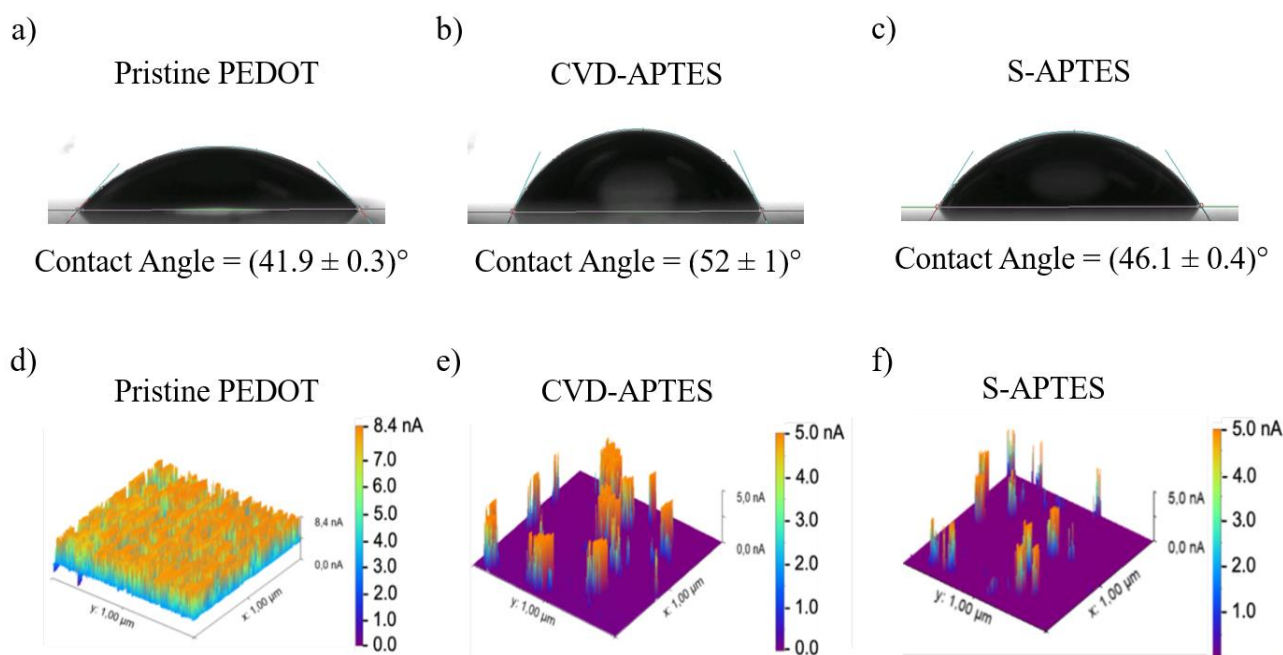 a)
Pristine PEDOT
Contact Angle = (41.9 ± 0.3)°
b)
CVD-APTES
Contact Angle = (52 ± 1)°
c)
S-APTES
Contact Angle = (46.1 ± 0.4)°
d)
Pristine PEDOT
8.4 nA
7.0
6.0
5.0
4.0
3.0
2.0
1.0
0.0
8,4 nA
0,0 nA
y: 1,00 µm
x: 1,00 µm
e)
CVD-APTES
5.0 nA
4.0
3.0
2.0
1.0
0.0
5,0 nA
0,0 nA
y: 1,00 µm
x: 1,00 µm
f)
S-APTES
5.0 nA
4.0
3.0
2.0
1.0
5,0 nA
0,0 nA
y: 1,00 µm
x: 1,00 µm